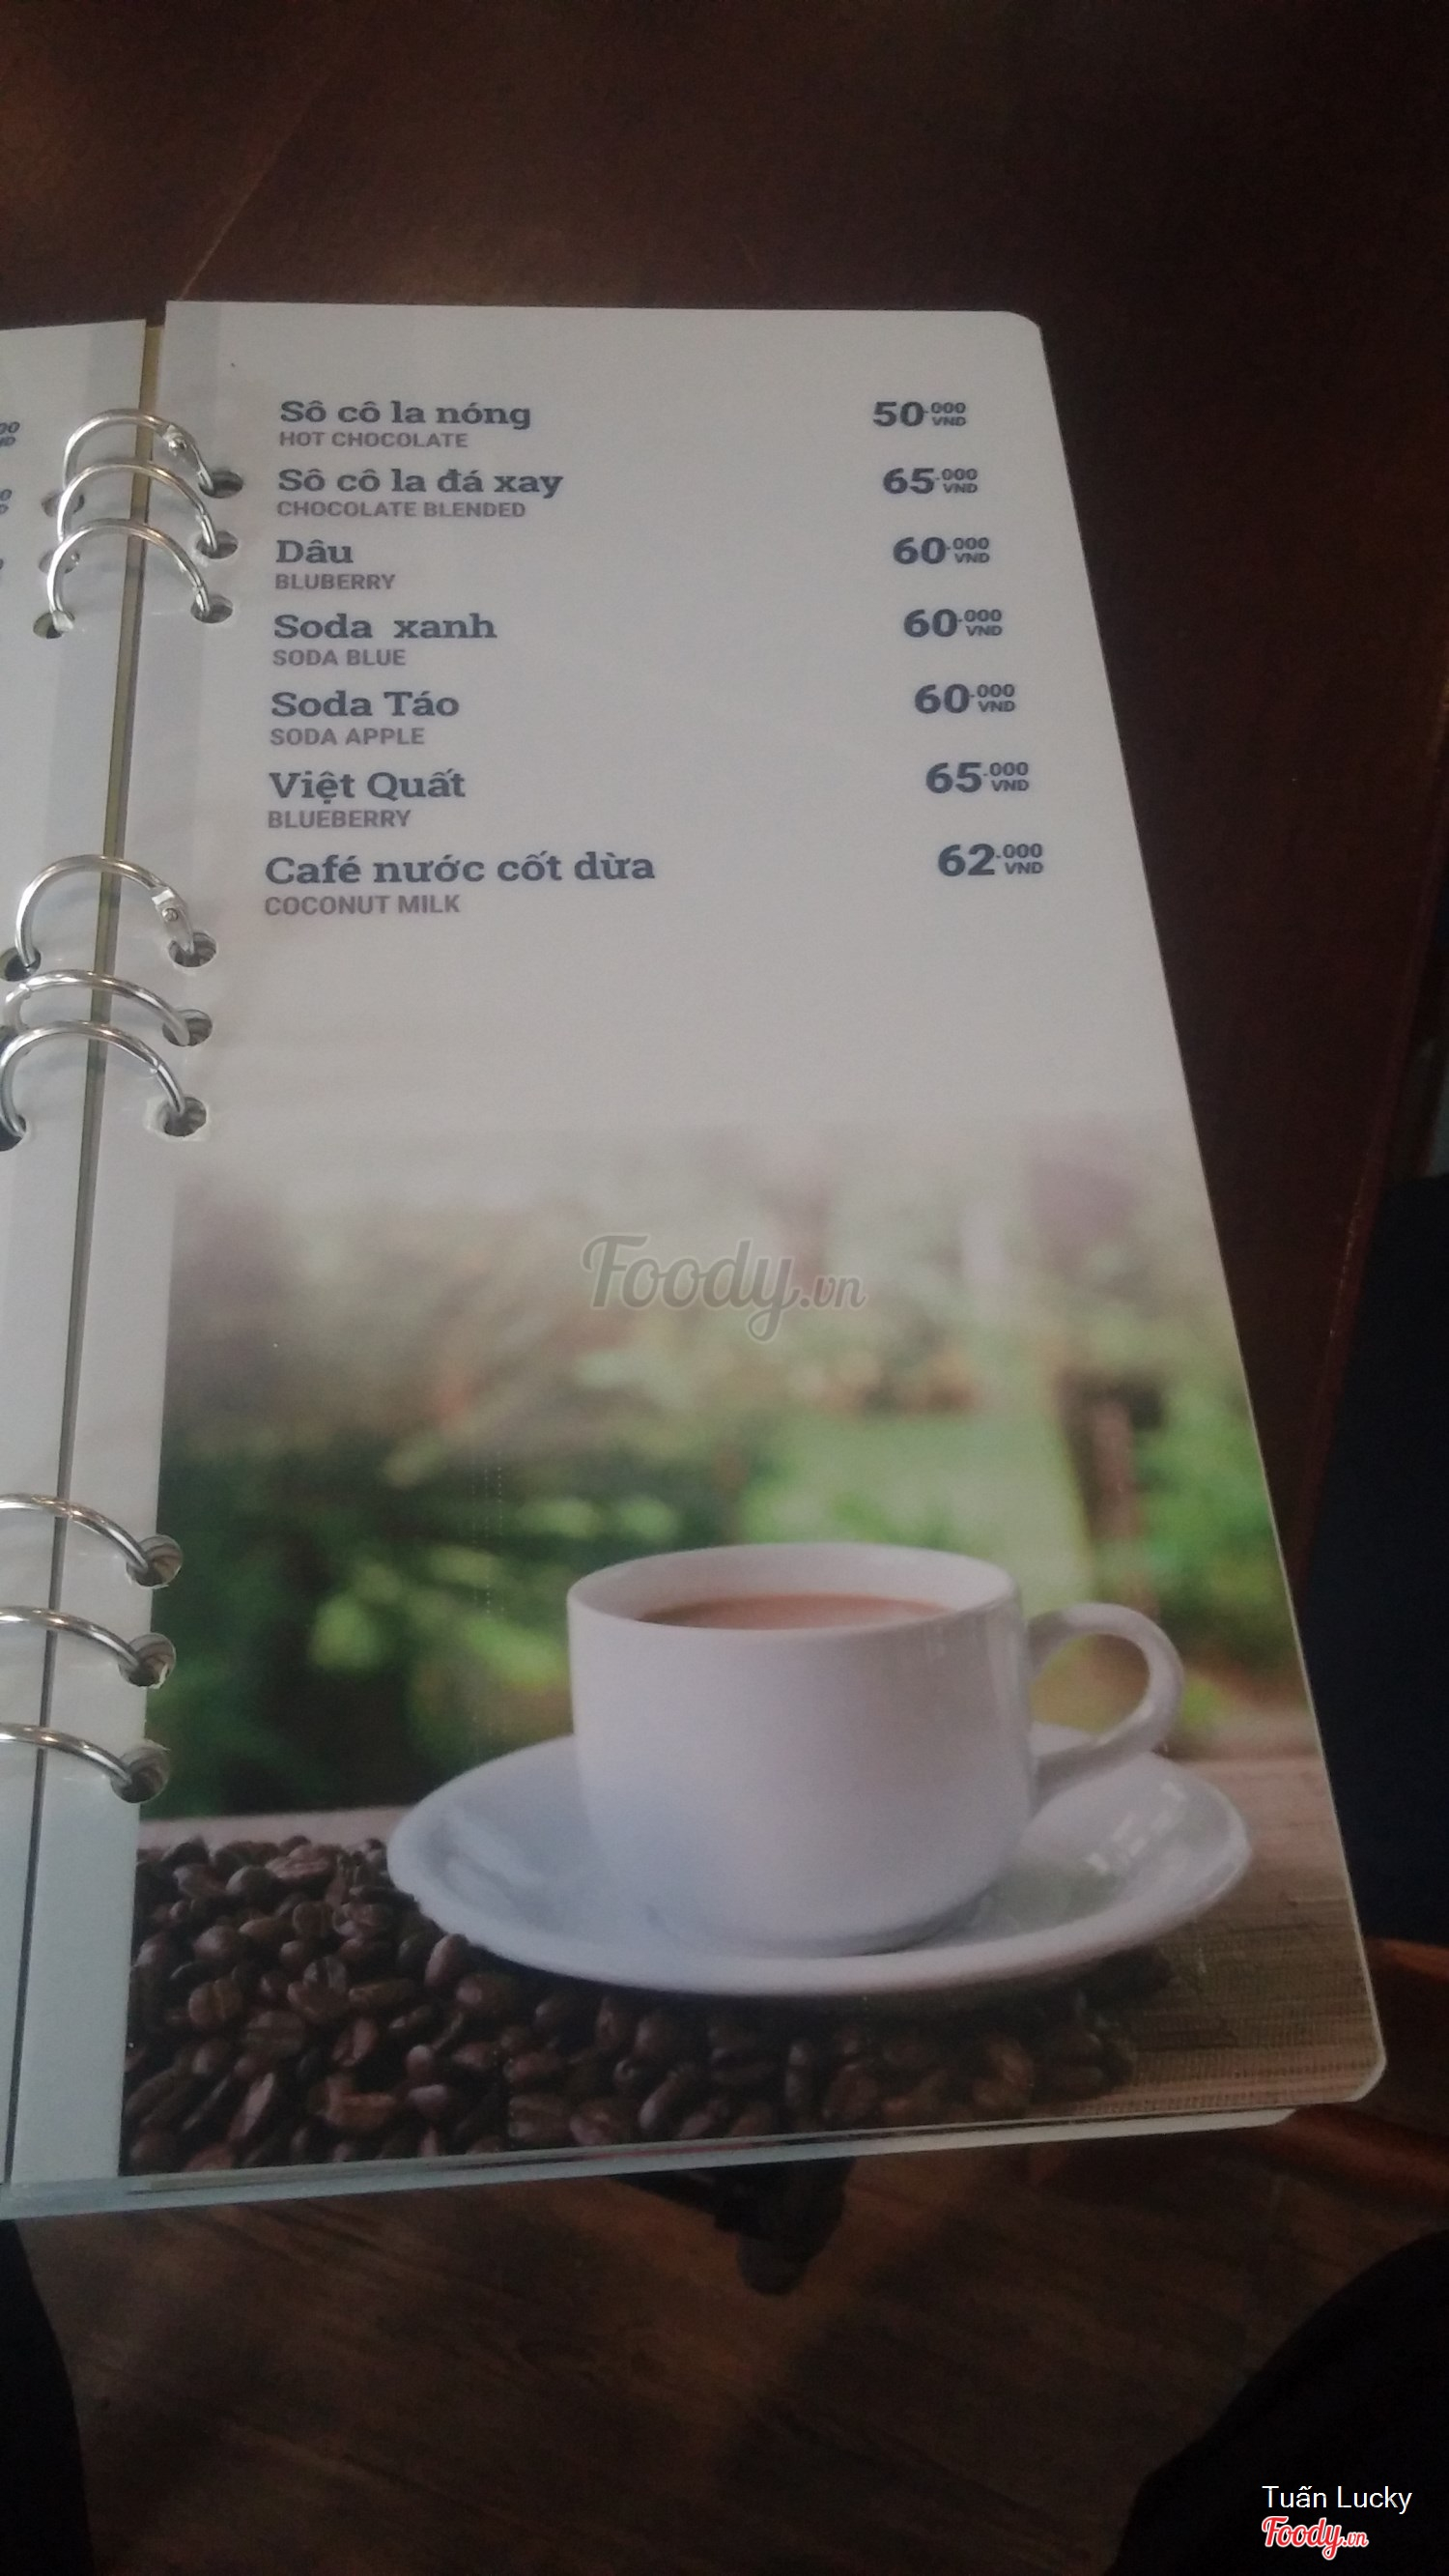 Sô cô la nóng 50.000 VND
HOT CHOCOLATE
Sô cô la đá xay 65.000 VND
CHOCOLATE BLENDED
Dâu 60.000 VND
BLUBERRY
Soda xanh 60.000 VND
SODA BLUE
Soda Táo 60.000 VND
SODA APPLE
Việt Quất 65.000 VND
BLUEBERRY
Café nước cốt dừa 62.000 VND
COCONUT MILK
Foody.vn
Tuấn Lucky
Foody.vn